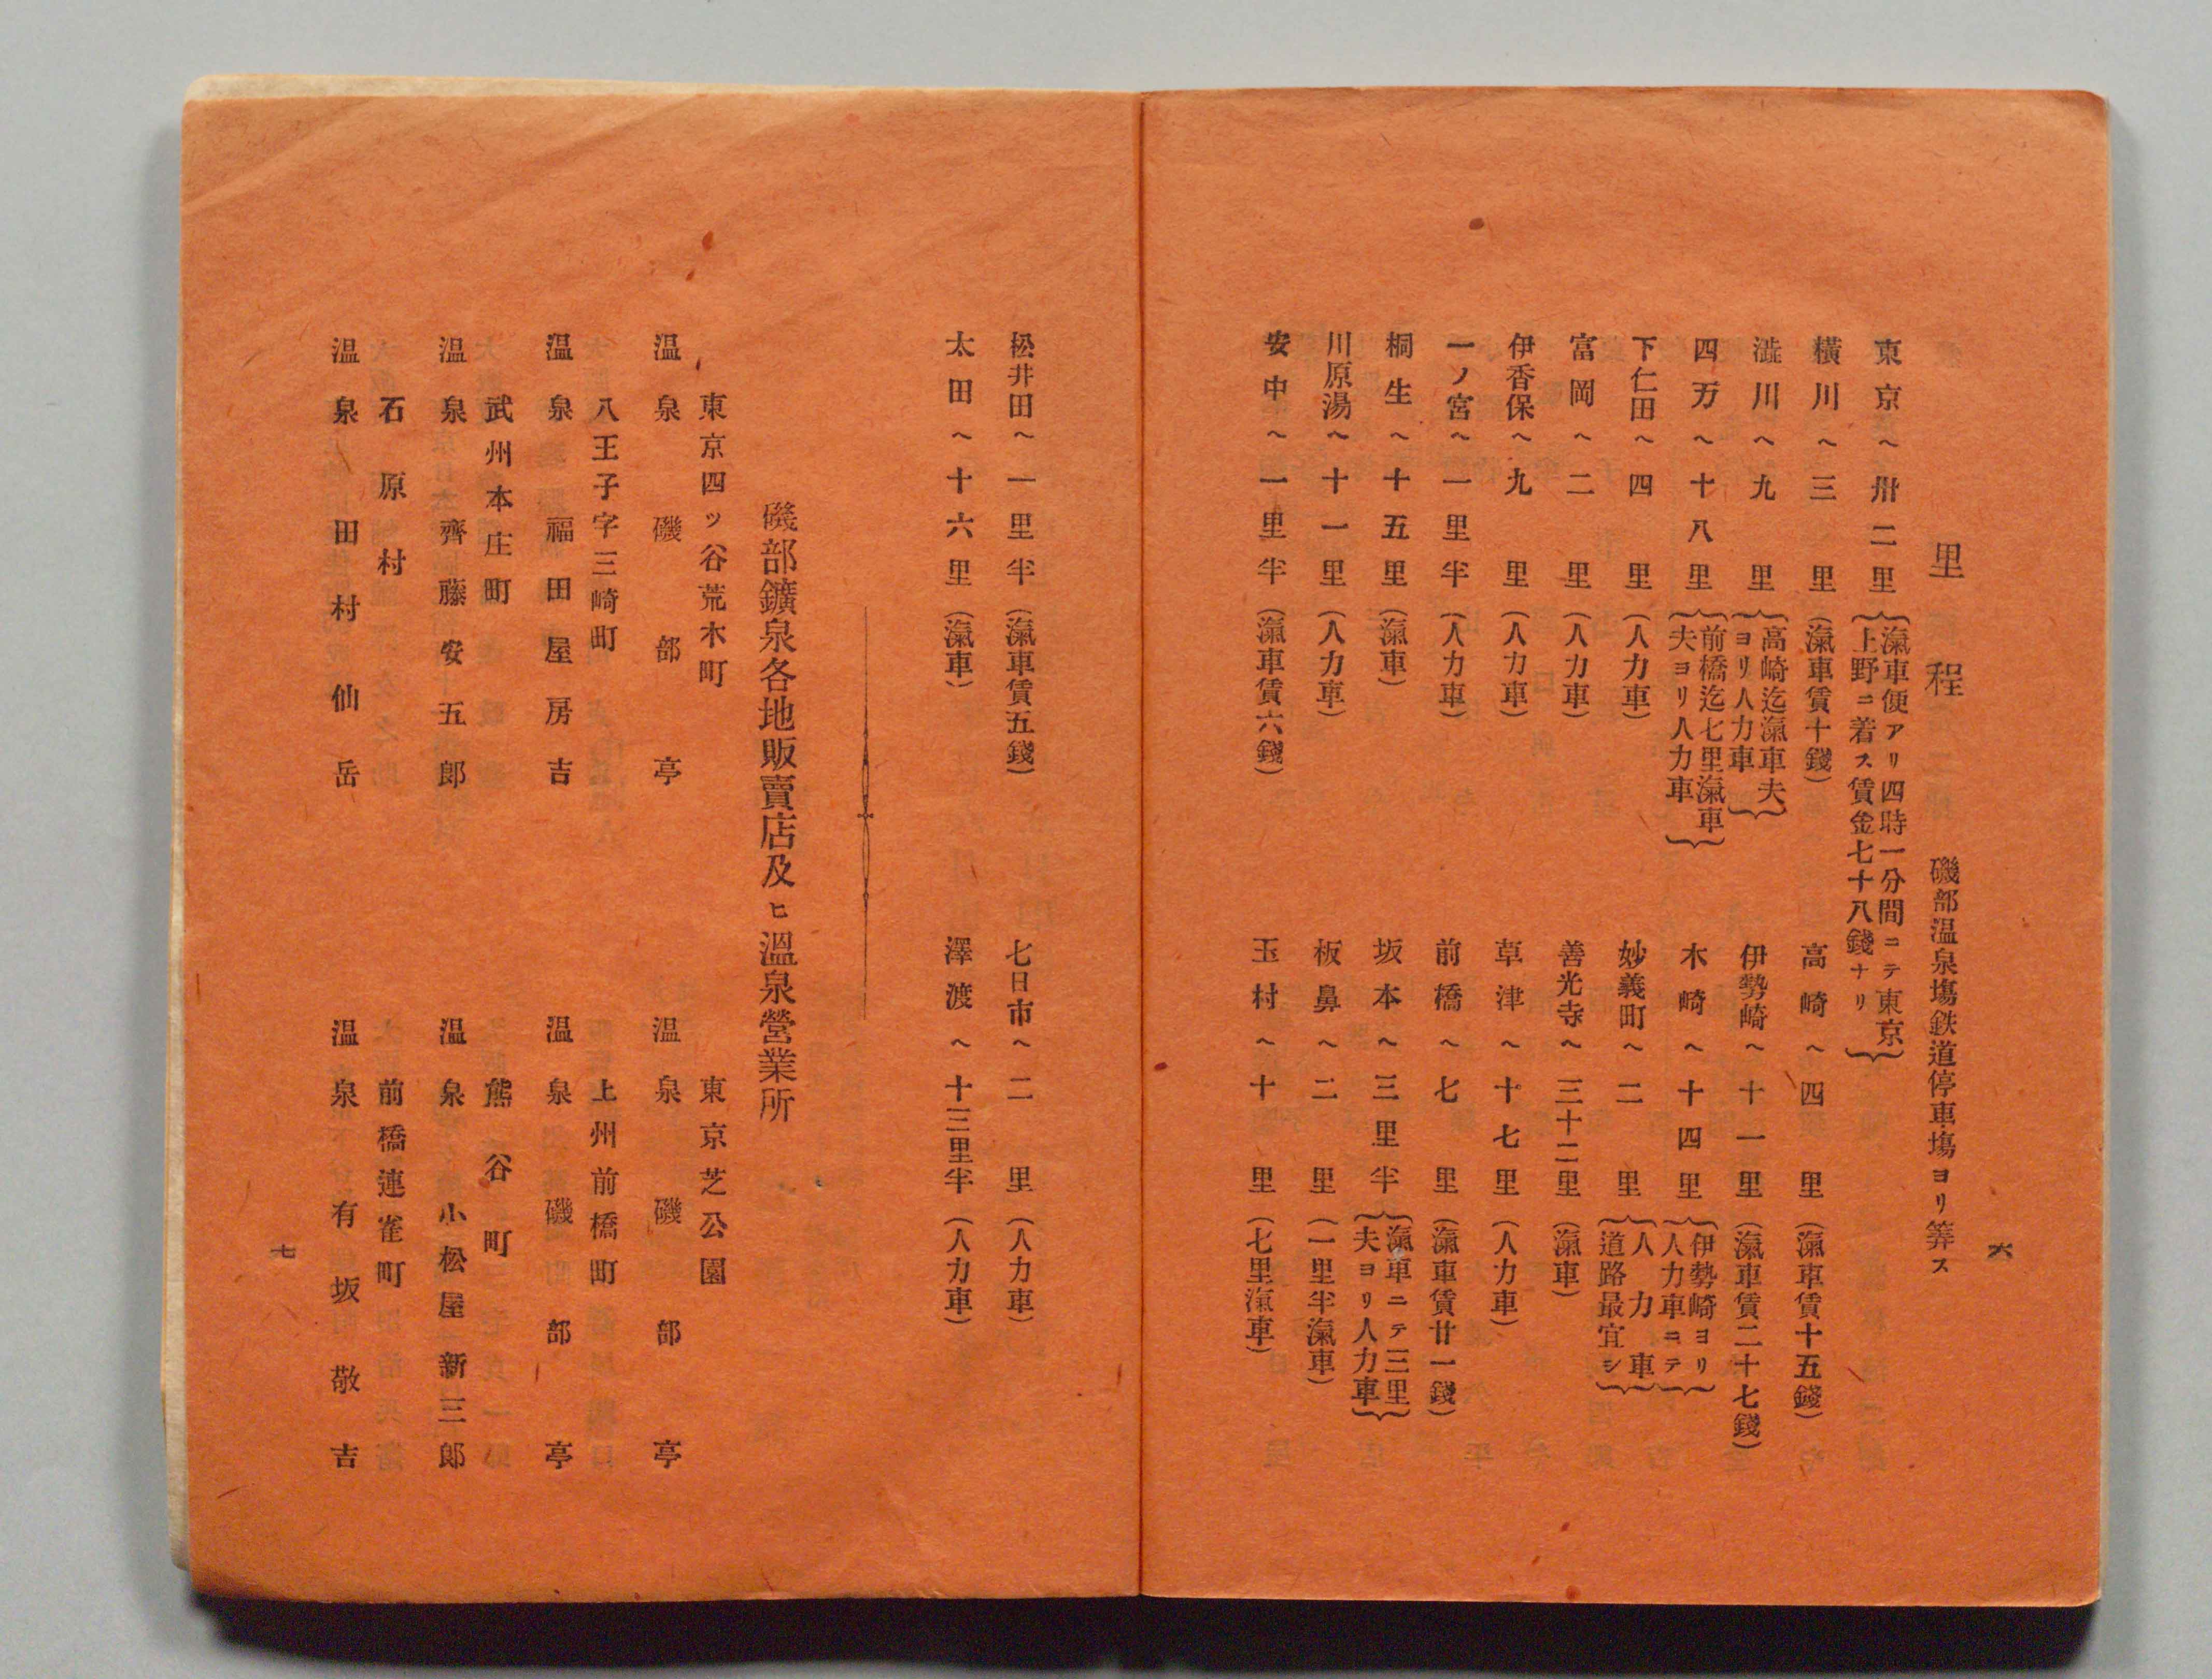 六
里程 磯部温泉塲鉄道停車塲ヨリ筭ス
東京へ卅二里(滊車便アリ四時一分間ニテ東京
上野ニ着ス賃金七十八錢ナリ)
横川へ三里(滊車賃十錢)
高崎へ四里(滊車賃十五錢)
澁川へ九里(高崎迄滊車夫
ヨリ人力車)
伊勢崎へ十一里(滊車賃二十七錢)
四万へ十八里(前橋迄七里滊車
夫ヨリ人力車)
木崎へ十四里(伊勢崎ヨリ
人力車ニテ)
下仁田へ四里(人力車)
妙義町へ二里(人力車
道路最宜シ)
富岡へ二里(人力車)
善光寺へ三十二里(滊車)
伊香保へ九里(人力車)
草津へ十七里(人力車)
一ノ宮へ一里半(人力車)
前橋へ七里(滊車賃廿一錢)
桐生へ十五里(滊車)
坂本へ三里半(滊車ニテ三里
夫ヨリ人力車)
川原湯へ十一里(人力車)
板鼻へ二里(一里半滊車)
安中へ一里半(滊車賃六錢)
玉村へ十里(七里滊車)
松井田へ一里半(滊車賃五錢)
七日市へ二里(人力車)
太田へ十六里(滊車)
澤渡へ十三里半(人力車)
磯部鑛泉各地販賣店及ヒ温泉營業所
東京四ッ谷荒木町
温泉 磯部亭
東京芝公園
温泉 磯部亭
八王子字三崎町
温泉 福田屋房吉
上州前橋町
温泉 磯部亭
武州本庄町
温泉 齊藤安五郎
熊谷町
温泉 小松屋新三郎
石原村
温泉 田村仙岳
前橋連雀町
温泉 有坂敬吉
七